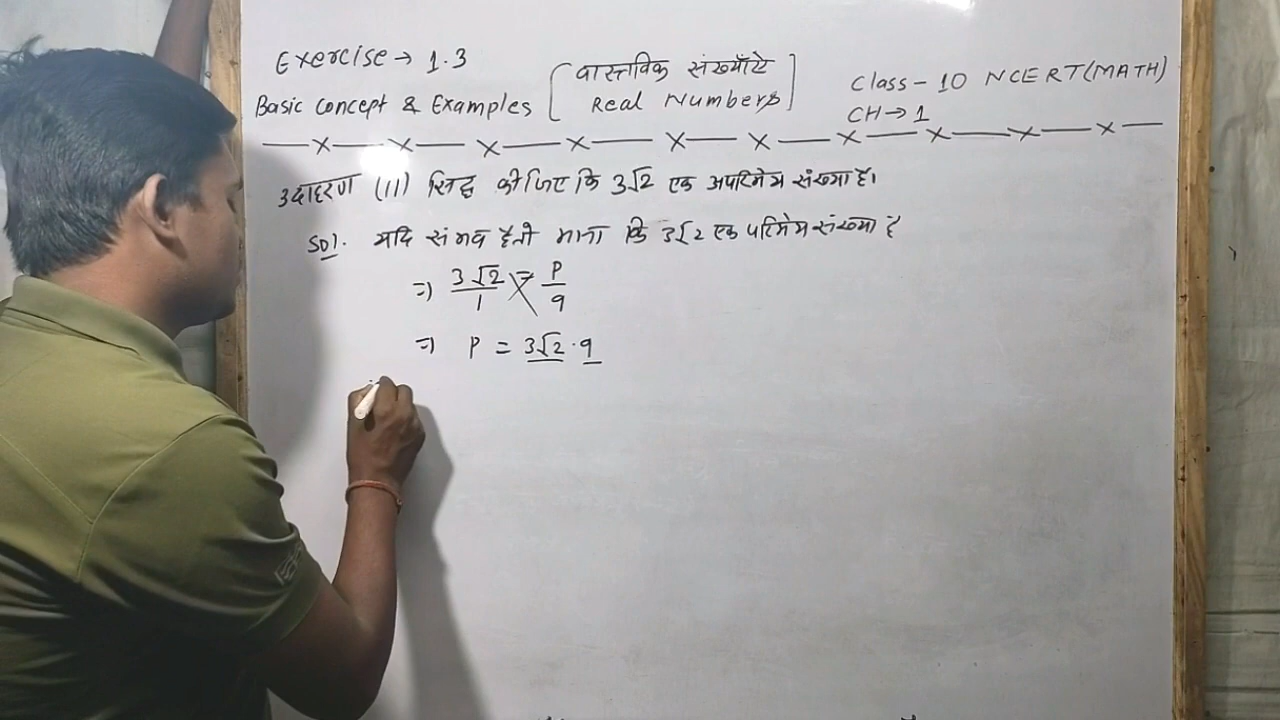 Exercise → 1.3
Basic Concept & Examples [वास्तविक संख्याँऐ
Real Numbers]
Class - 10 NCERT(MATH)
CH → 1
— X — X — X — X — X — X — X — X — X — X —
उदाहरण (11) सिद्ध कीजिए कि 3√2 एक अपरिमेय संख्या है।
Sol. यदि संभव है तो माना कि 3√2 एक परिमेय संख्या है
=> 3√2/1 = P/q
=> P = 3√2 . q